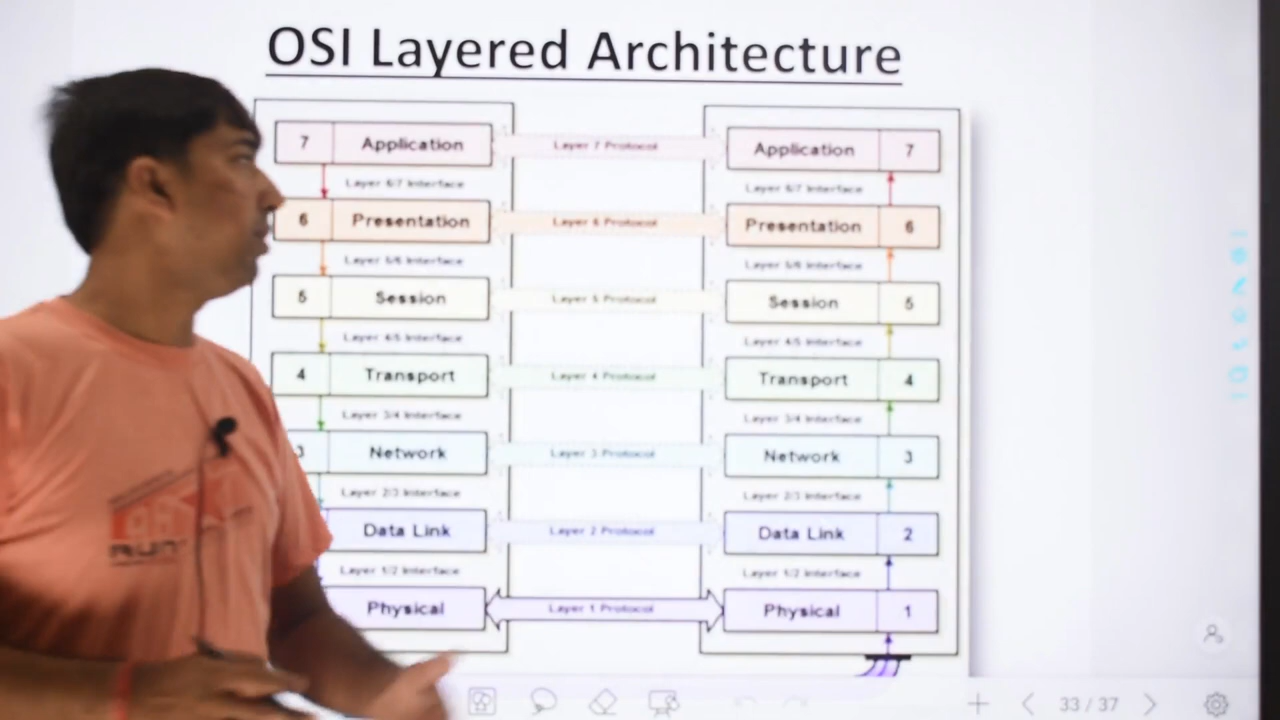 OSI Layered Architecture
7 Application Layer 7 Protocol Application 7
Layer 6/7 Interface Layer 6/7 Interface
6 Presentation Layer 6 Protocol Presentation 6
Layer 5/6 Interface Layer 5/6 Interface
5 Session Layer 5 Protocol Session 5
Layer 4/5 Interface Layer 4/5 Interface
4 Transport Layer 4 Protocol Transport 4
Layer 3/4 Interface Layer 3/4 Interface
3 Network Layer 3 Protocol Network 3
Layer 2/3 Interface Layer 2/3 Interface
Data Link Layer 2 Protocol Data Link 2
Layer 1/2 Interface Layer 1/2 Interface
Physical Layer 1 Protocol Physical 1
RUN
33 / 37